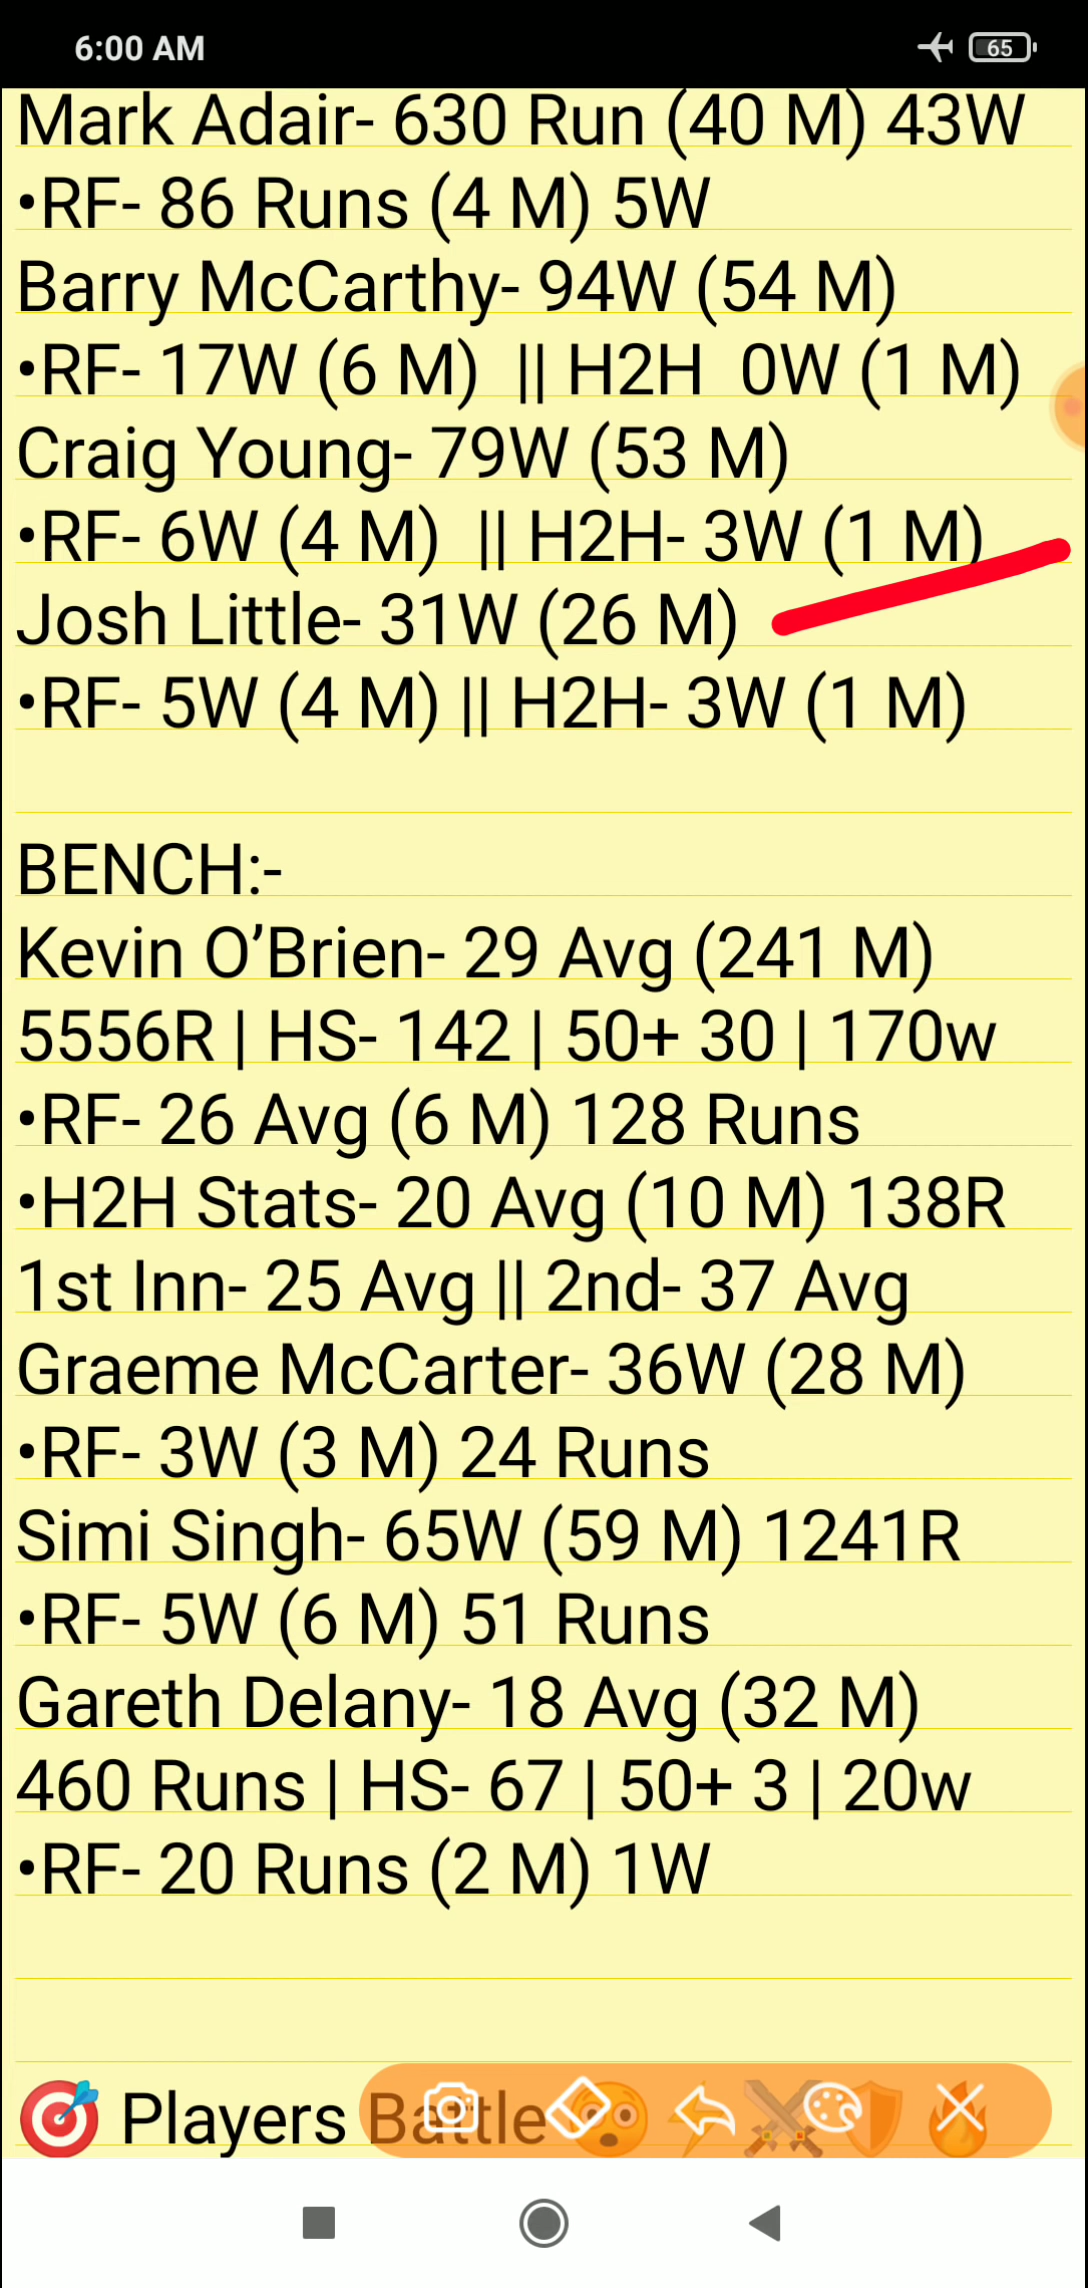 6:00 AM 65
Mark Adair- 630 Run (40 M) 43W
•RF- 86 Runs (4 M) 5W
Barry McCarthy- 94W (54 M)
•RF- 17W (6 M) || H2H 0W (1 M)
Craig Young- 79W (53 M)
•RF- 6W (4 M) || H2H- 3W (1 M)
Josh Little- 31W (26 M)
•RF- 5W (4 M) || H2H- 3W (1 M)
BENCH:-
Kevin O’Brien- 29 Avg (241 M)
5556R | HS- 142 | 50+ 30 | 170w
•RF- 26 Avg (6 M) 128 Runs
•H2H Stats- 20 Avg (10 M) 138R
1st Inn- 25 Avg || 2nd- 37 Avg
Graeme McCarter- 36W (28 M)
•RF- 3W (3 M) 24 Runs
Simi Singh- 65W (59 M) 1241R
•RF- 5W (6 M) 51 Runs
Gareth Delany- 18 Avg (32 M)
460 Runs | HS- 67 | 50+ 3 | 20w
•RF- 20 Runs (2 M) 1W
🎯 Players Battle 😲⚡⚔🛡🔥